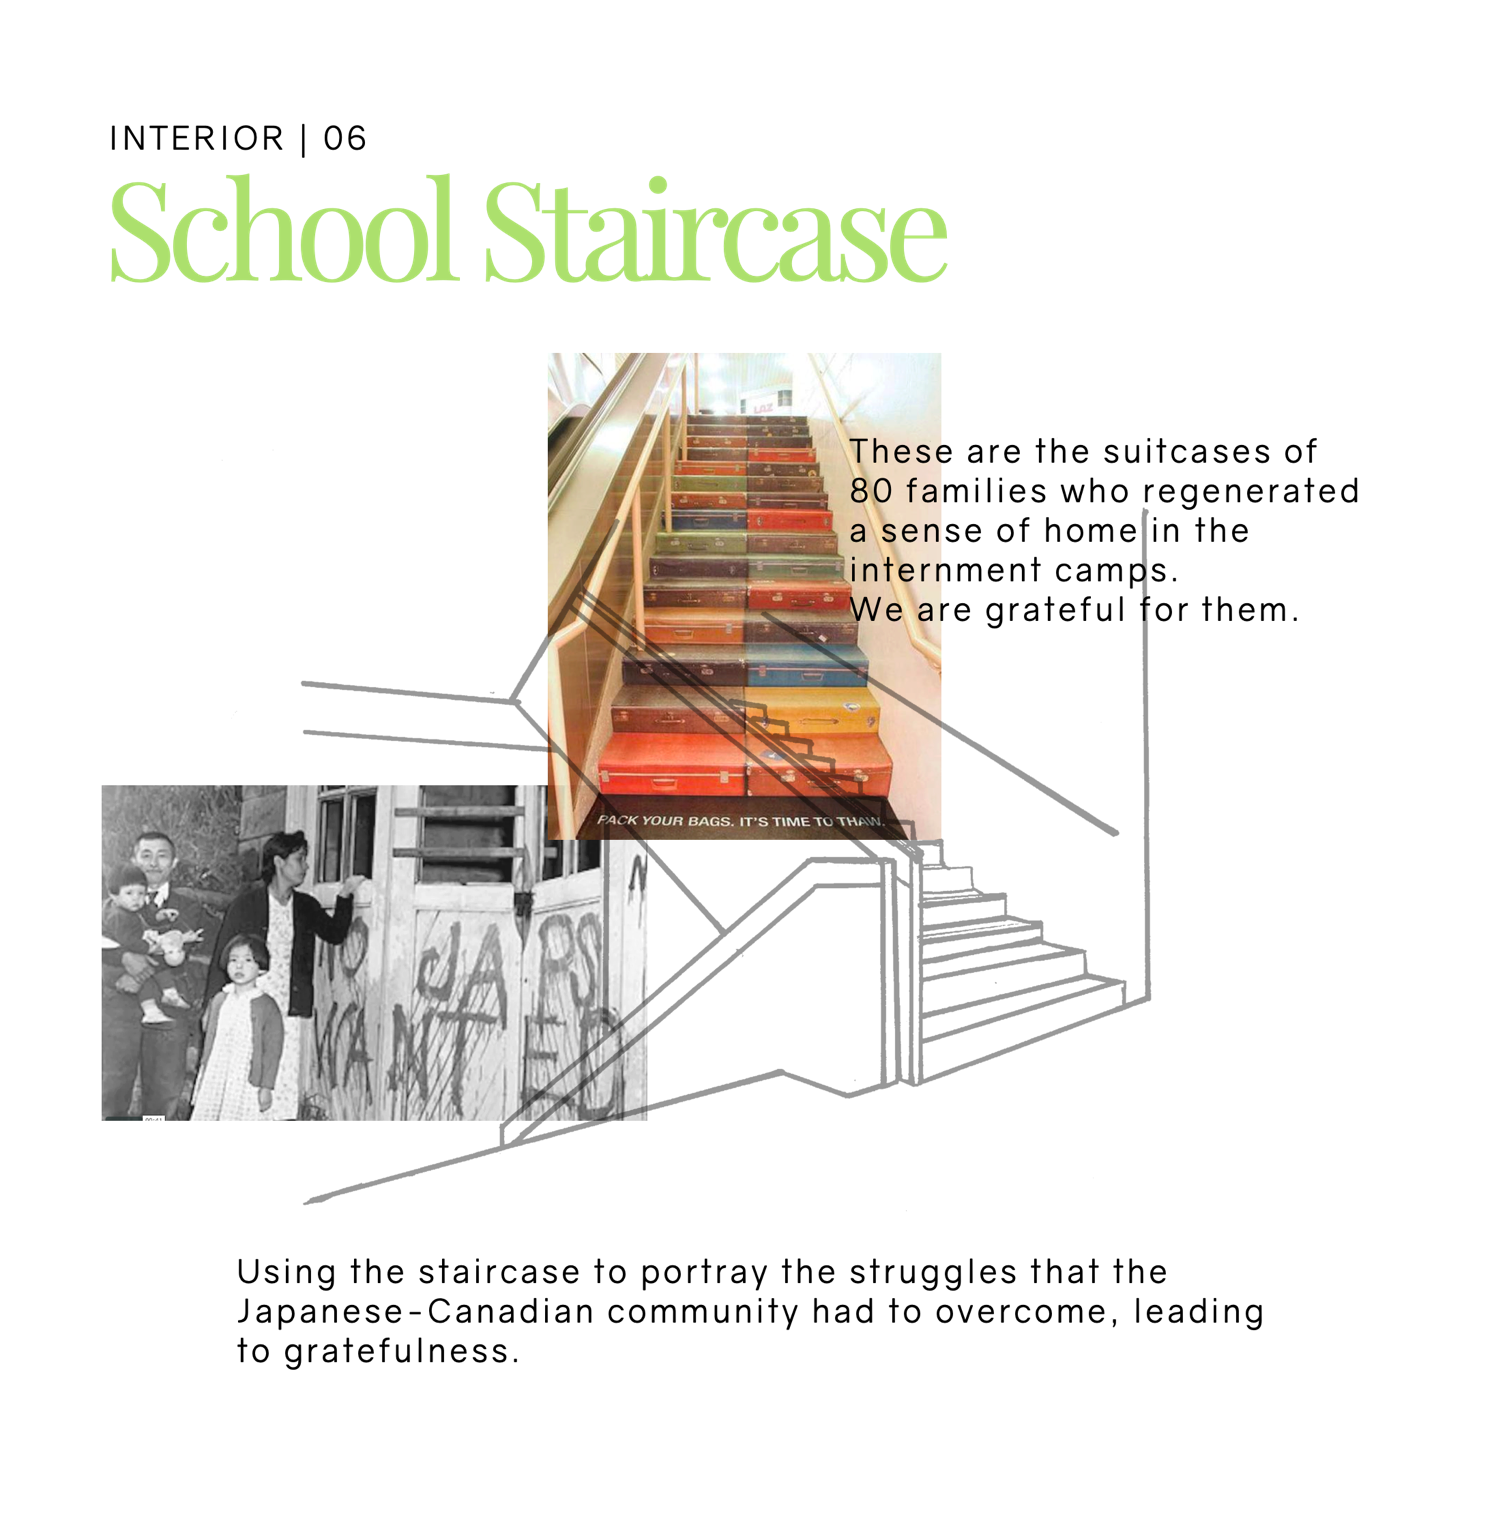 INTERIOR | 06
School Staircase
These are the suitcases of
80 families who regenerated
a sense of home in the
internment camps.
We are grateful for them.
PACK YOUR BAGS. IT'S TIME TO THAW.
NO JAPS
WANTED
Using the staircase to portray the struggles that the
Japanese-Canadian community had to overcome, leading
to gratefulness.